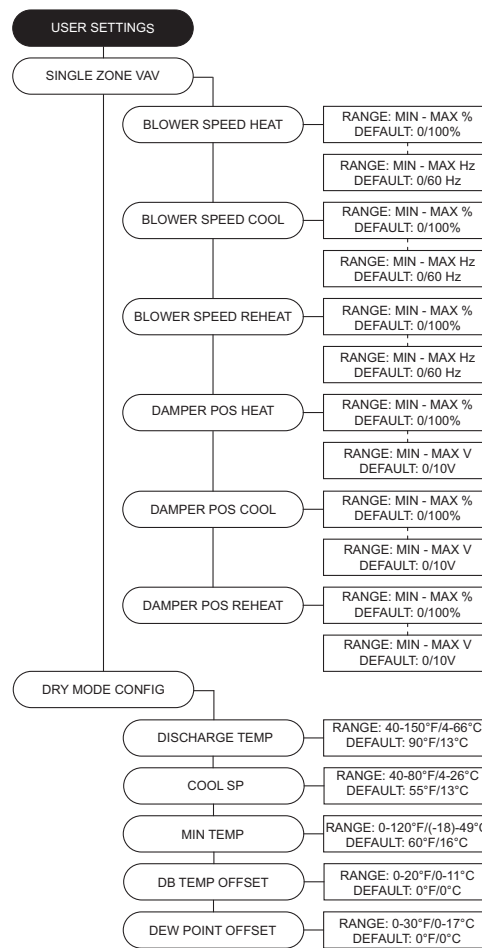 USER SETTINGS
SINGLE ZONE VAV
BLOWER SPEED HEAT
RANGE: MIN - MAX %
DEFAULT: 0/100%
RANGE: MIN - MAX Hz
DEFAULT: 0/60 Hz
BLOWER SPEED COOL
RANGE: MIN - MAX %
DEFAULT: 0/100%
RANGE: MIN - MAX Hz
DEFAULT: 0/60 Hz
BLOWER SPEED REHEAT
RANGE: MIN - MAX %
DEFAULT: 0/100%
RANGE: MIN - MAX Hz
DEFAULT: 0/60 Hz
DAMPER POS HEAT
RANGE: MIN - MAX %
DEFAULT: 0/100%
RANGE: MIN - MAX V
DEFAULT: 0/10V
DAMPER POS COOL
RANGE: MIN - MAX %
DEFAULT: 0/100%
RANGE: MIN - MAX V
DEFAULT: 0/10V
DAMPER POS REHEAT
RANGE: MIN - MAX %
DEFAULT: 0/100%
RANGE: MIN - MAX V
DEFAULT: 0/10V
DRY MODE CONFIG
DISCHARGE TEMP
RANGE: 40-150°F/4-66°C
DEFAULT: 90°F/13°C
COOL SP
RANGE: 40-80°F/4-26°C
DEFAULT: 55°F/13°C
MIN TEMP
RANGE: 0-120°F/(-18)-49°C
DEFAULT: 60°F/16°C
DB TEMP OFFSET
RANGE: 0-20°F/0-11°C
DEFAULT: 0°F/0°C
DEW POINT OFFSET
RANGE: 0-30°F/0-17°C
DEFAULT: 0°F/0°C